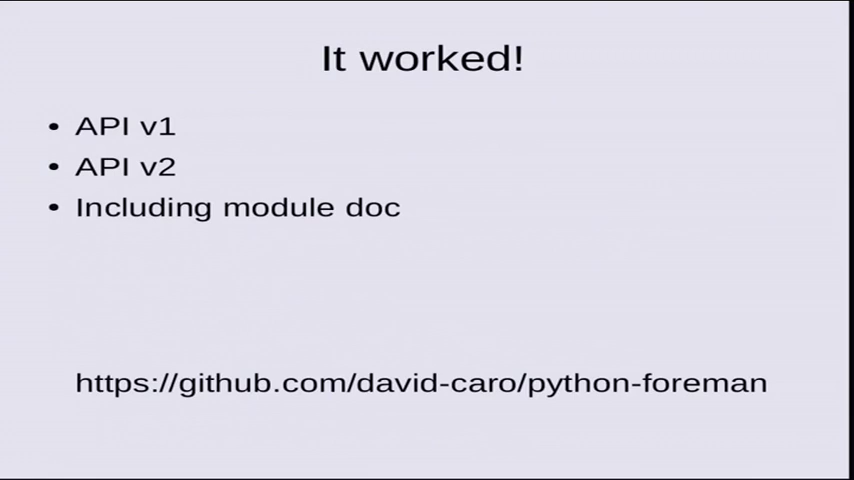 It worked!
• API v1
• API v2
• Including module doc
https://github.com/david-caro/python-foreman